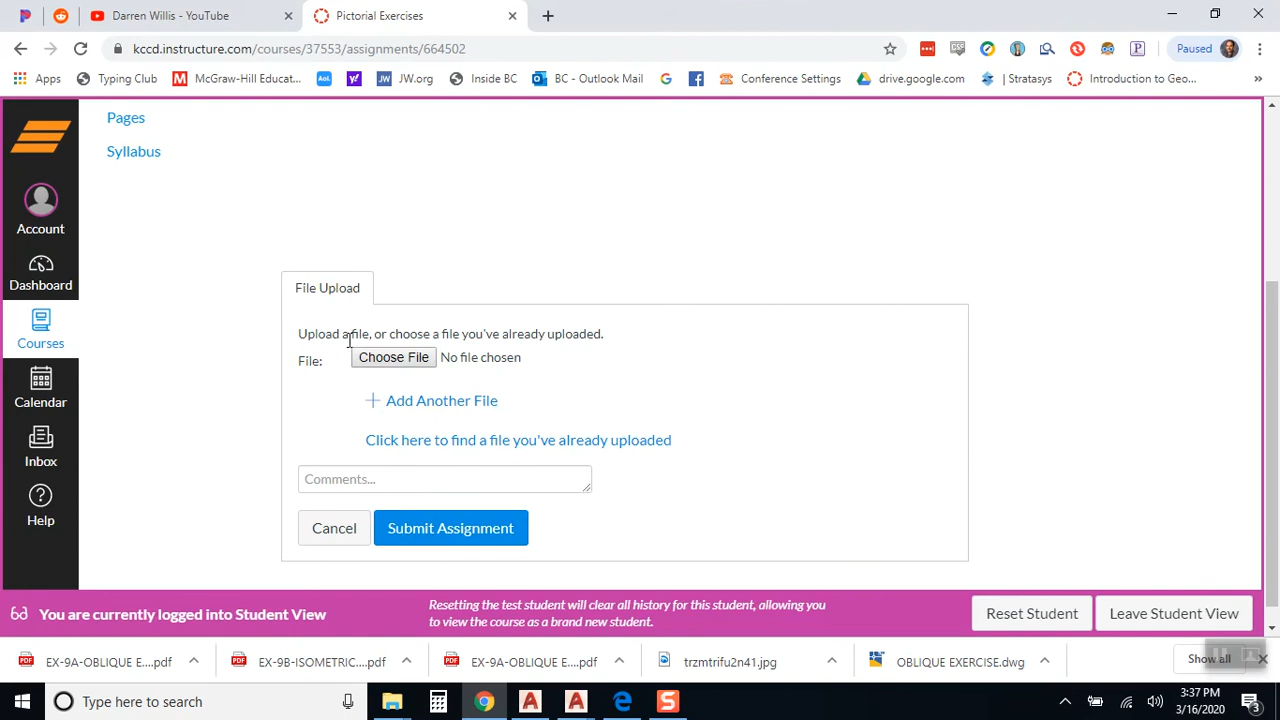 Darren Willis - YouTube
Pictorial Exercises
kccd.instructure.com/courses/37553/assignments/664502
Paused
Apps
Typing Club
McGraw-Hill Educat...
Aol.
JW
JW.org
Inside BC
BC - Outlook Mail
Conference Settings
drive.google.com
| Stratasys
Introduction to Geo...
Pages
Syllabus
Account
Dashboard
Courses
Calendar
Inbox
Help
File Upload
Upload a file, or choose a file you've already uploaded.
File:
Choose File
No file chosen
Add Another File
Click here to find a file you've already uploaded
Comments...
Cancel
Submit Assignment
You are currently logged into Student View
Resetting the test student will clear all history for this student, allowing you
to view the course as a brand new student.
Reset Student
Leave Student View
EX-9A-OBLIQUE E....pdf
EX-9B-ISOMETRIC....pdf
EX-9A-OBLIQUE E....pdf
trzmtrifu2n41.jpg
OBLIQUE EXERCISE.dwg
Show all
Type here to search
3:37 PM
3/16/2020
3